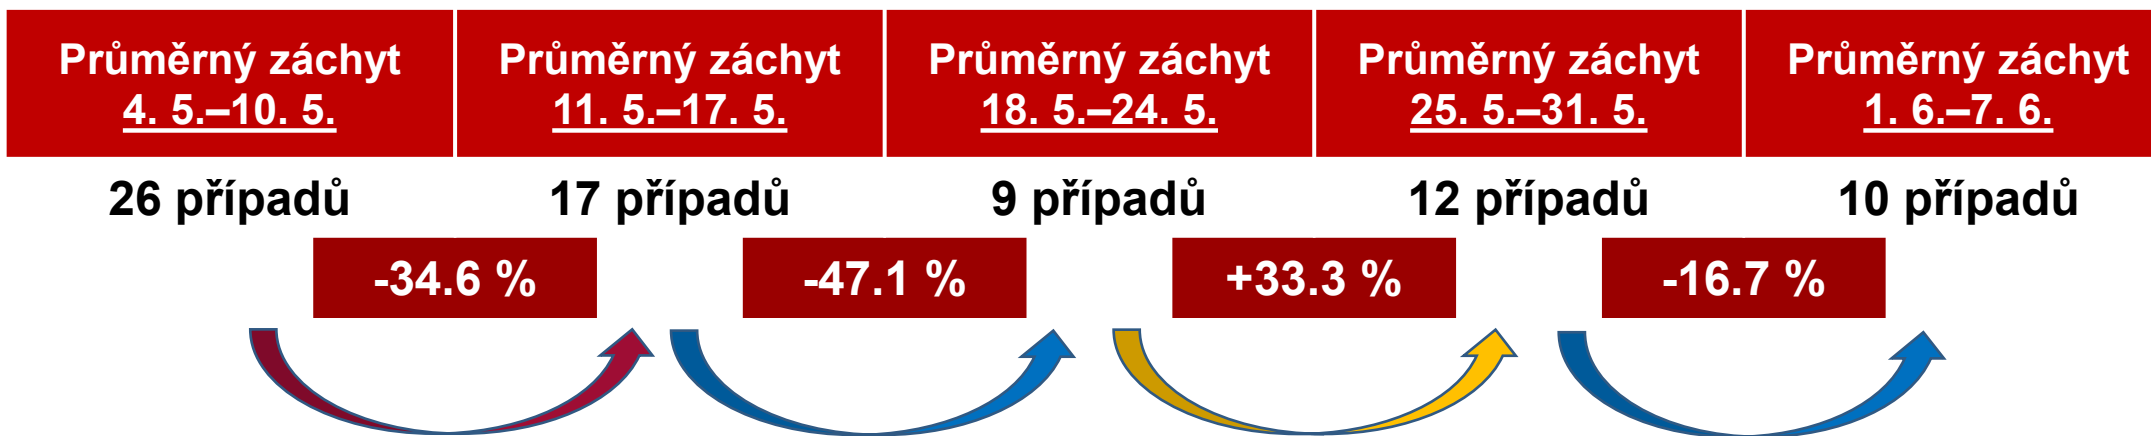 Průměrný záchyt
4. 5.–10. 5.
Průměrný záchyt
11. 5.–17. 5.
Průměrný záchyt
18. 5.–24. 5.
Průměrný záchyt
25. 5.–31. 5.
Průměrný záchyt
1. 6.–7. 6.
26 případů
17 případů
9 případů
12 případů
10 případů
-34.6 %
-47.1 %
+33.3 %
-16.7 %